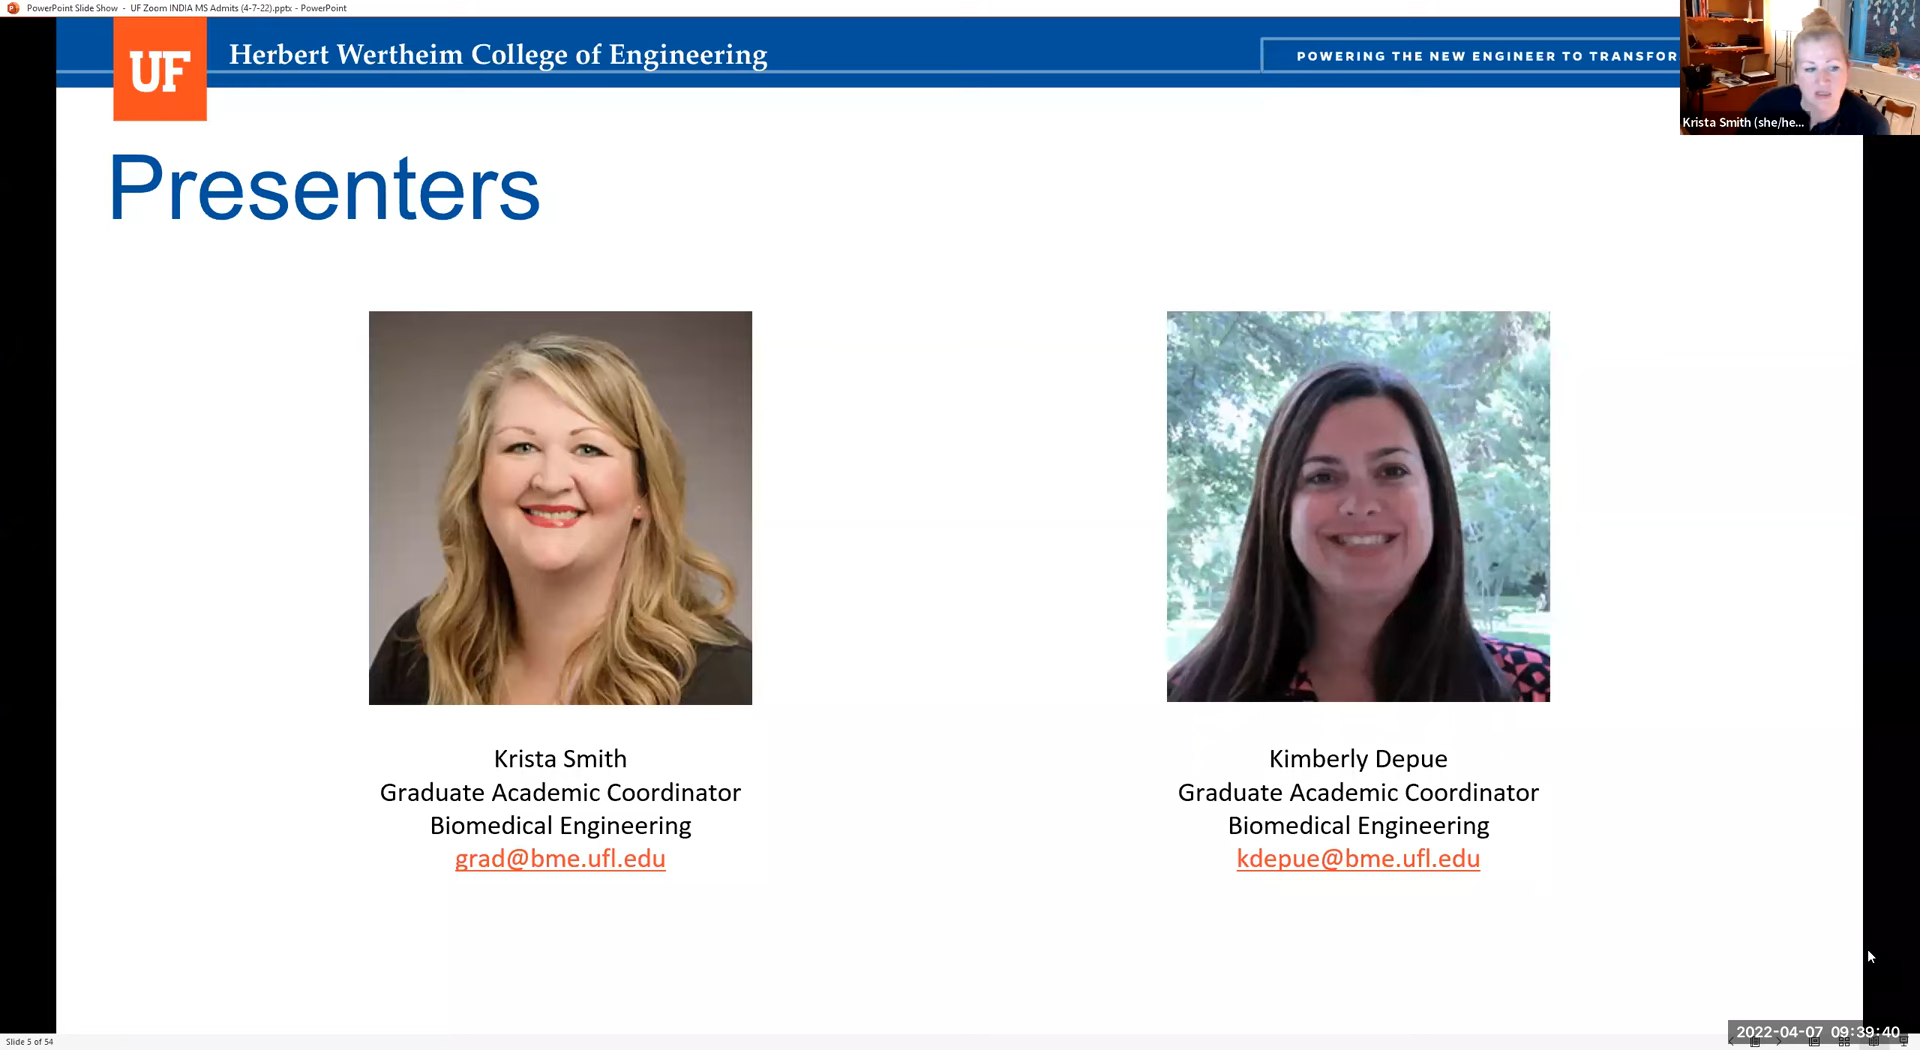 PowerPoint Slide Show - UF Zoom INDIA MS Admits (4-7-22).pptx - PowerPoint
UF
Herbert Wertheim College of Engineering
POWERING THE NEW ENGINEER TO TRANSFOR
Krista Smith (she/he...
Presenters
Krista Smith
Graduate Academic Coordinator
Biomedical Engineering
grad@bme.ufl.edu
Kimberly Depue
Graduate Academic Coordinator
Biomedical Engineering
kdepue@bme.ufl.edu
Slide 5 of 54
2022-04-07 09:39:40